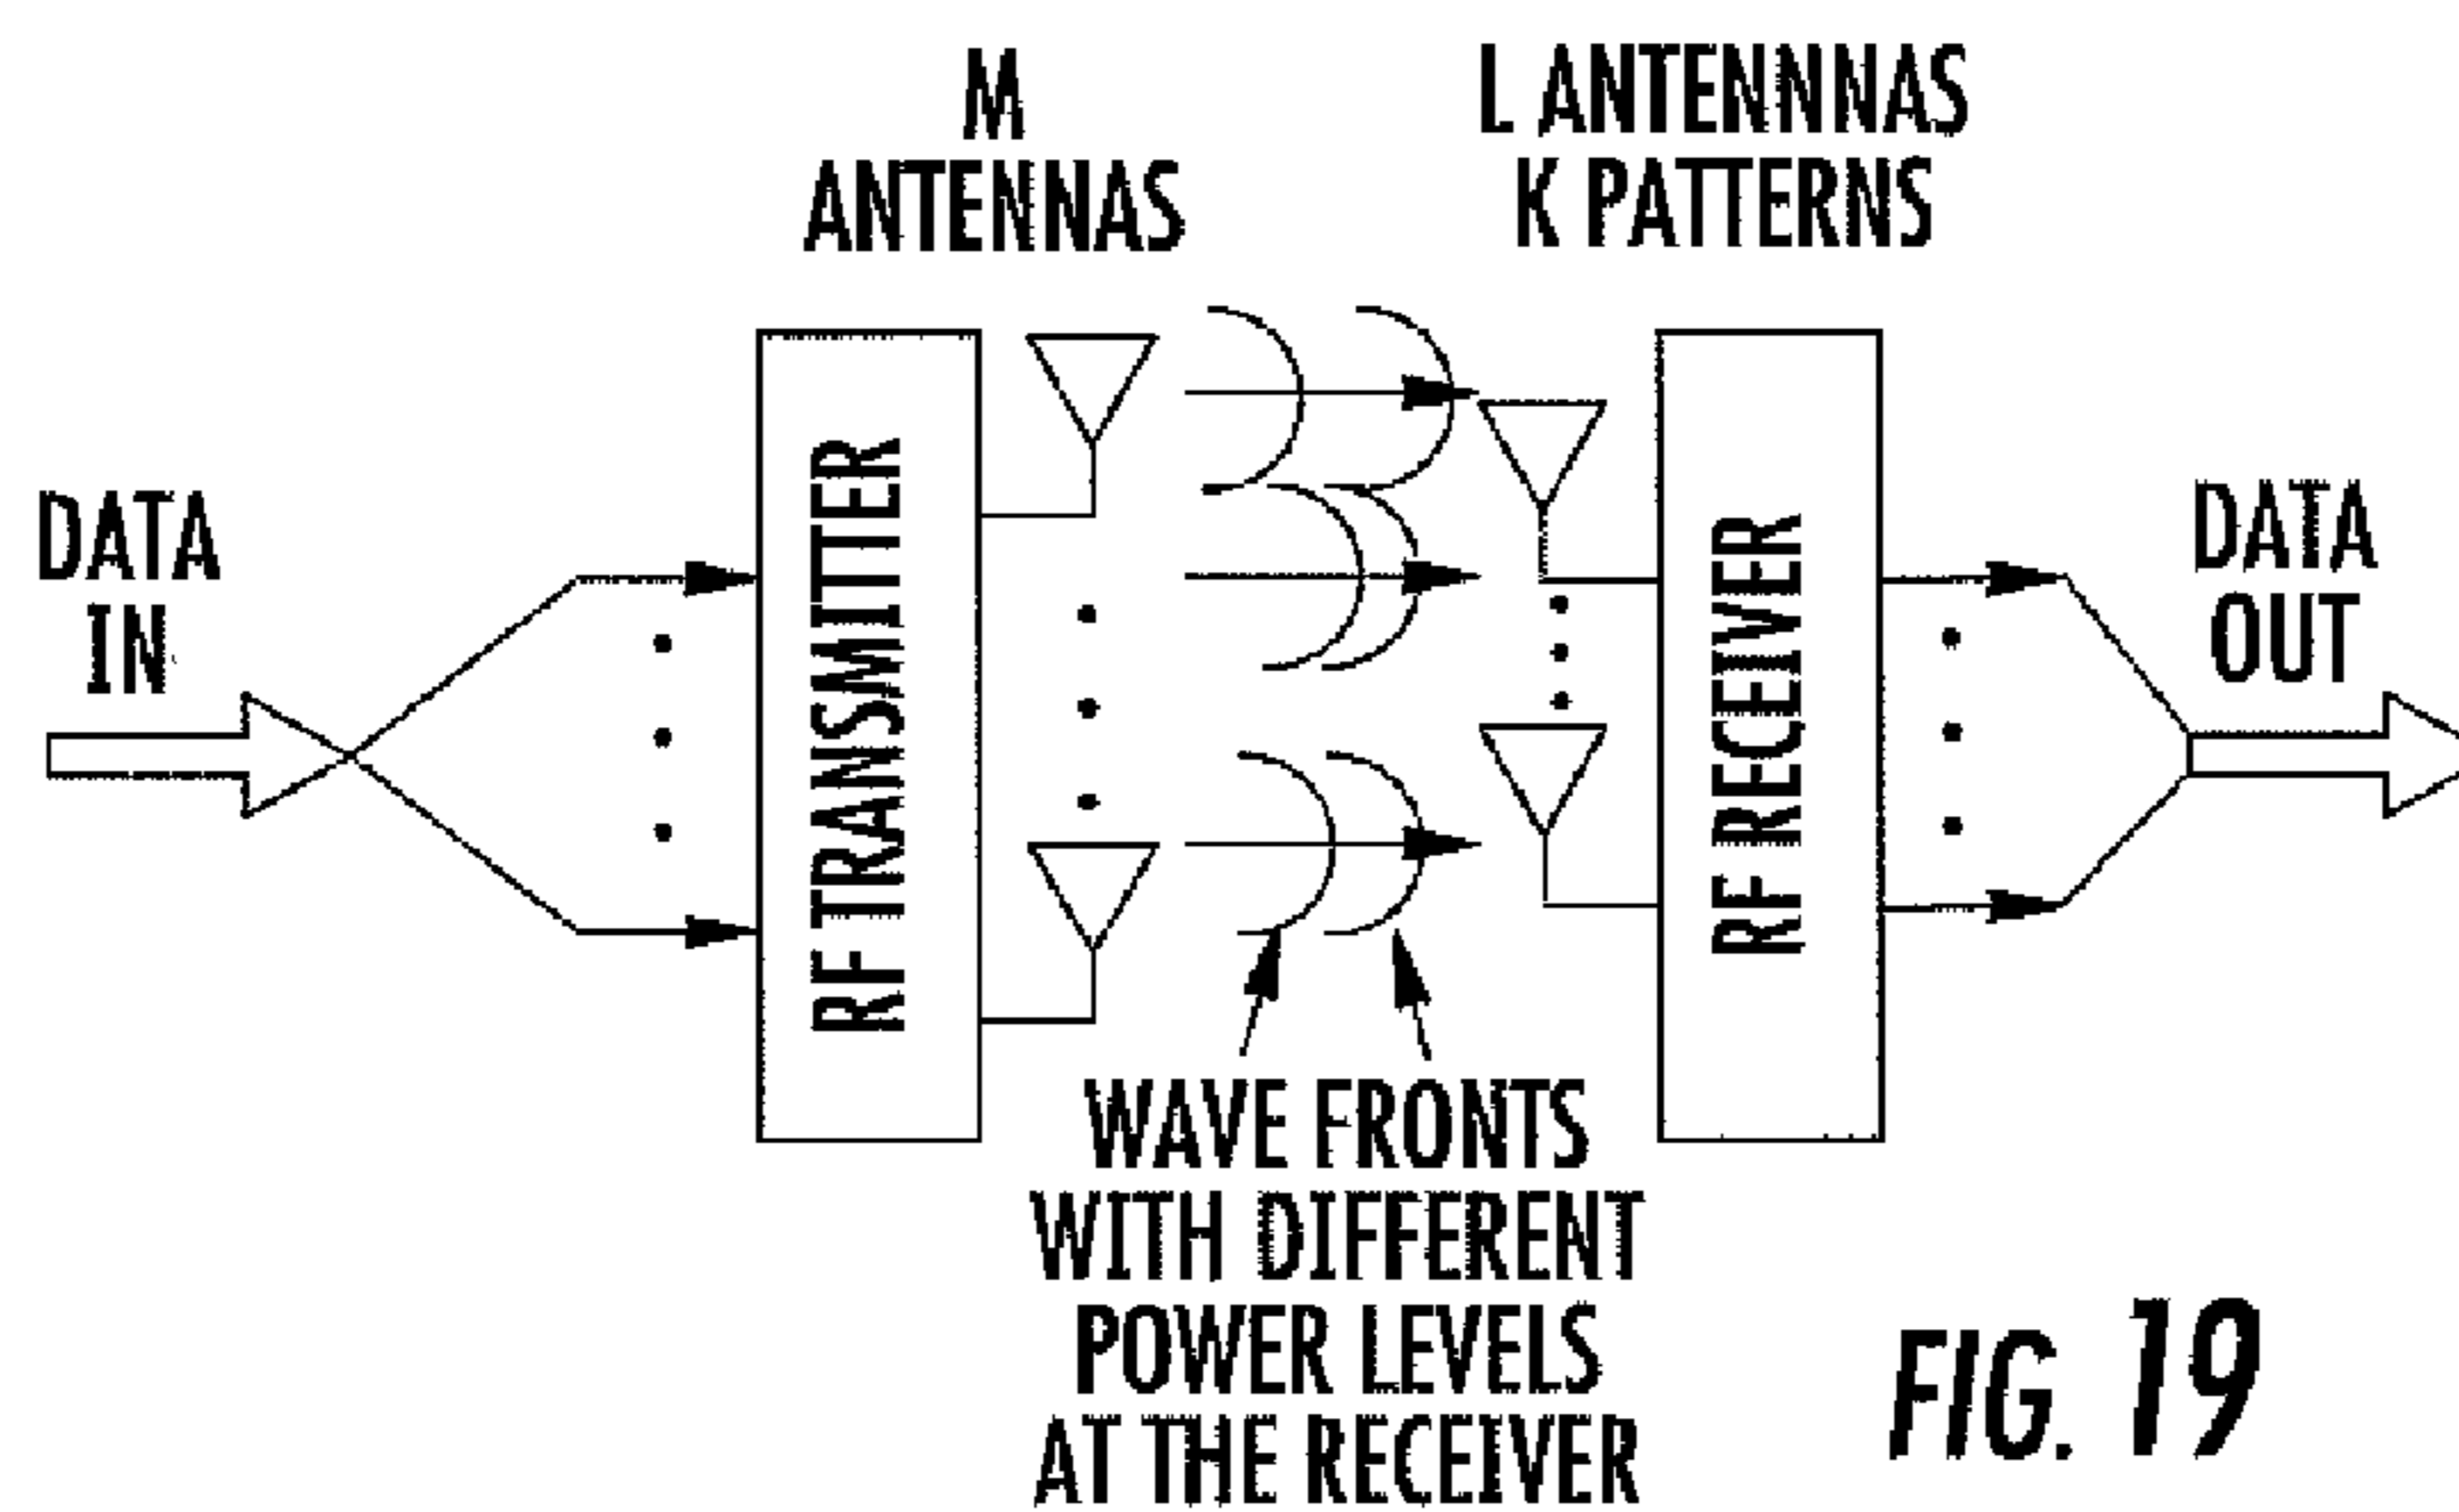 M
ANTENNAS
L ANTENNNAS
K PATTERNS
DATA
IN
RF TRANSMITTER
RF RECEIVER
DATA
OUT
WAVE FRONTS
WITH DIFFERENT
POWER LEVELS
AT THE RECEIVER
FIG. 19